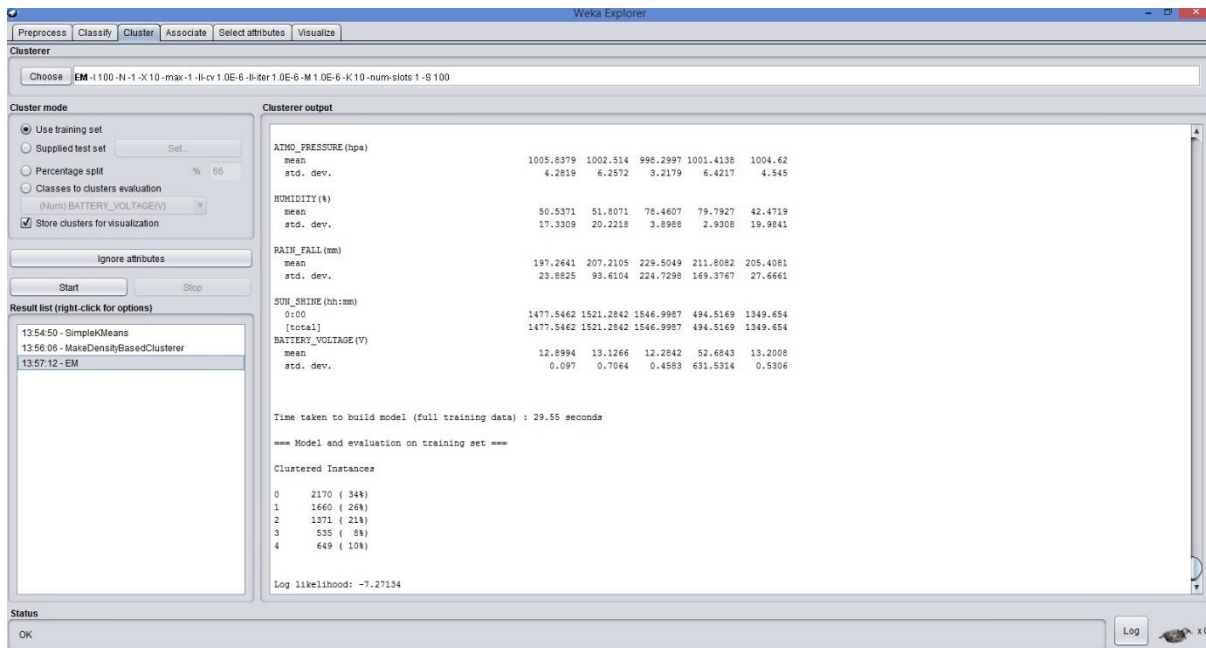 Weka Explorer
Preprocess Classify Cluster Associate Select attributes Visualize
Clusterer
Choose EM -I 100 -N -1 -X 10 -max -1 -ll-cv 1.0E-6 -ll-iter 1.0E-6 -M 1.0E-6 -K 10 -num-slots 1 -S 100
Cluster mode
Use training set
Supplied test set Set...
Percentage split % 66
Classes to clusters evaluation
(Num) BATTERY_VOLTAGE(V)
Store clusters for visualization
Ignore attributes
Start Stop
Result list (right-click for options)
13:54:50 - SimpleKMeans
13:56:06 - MakeDensityBasedClusterer
13:57:12 - EM
Clusterer output
ATMO_PRESSURE(hpa)
mean 1005.8379 1002.514 998.2997 1001.4138 1004.62
std. dev. 4.2819 6.2572 3.2179 6.4217 4.545
HUMIDITY(%)
mean 50.5371 51.8071 78.4607 79.7927 42.4719
std. dev. 17.3309 20.2218 3.8988 2.9308 19.9841
RAIN_FALL(mm)
mean 197.2641 207.2105 229.5049 211.8082 205.4081
std. dev. 23.8825 93.6104 224.7298 169.3767 27.6661
SUN_SHINE(hh:mm)
0:00 1477.5462 1521.2842 1546.9987 494.5169 1349.654
[total] 1477.5462 1521.2842 1546.9987 494.5169 1349.654
BATTERY_VOLTAGE(V)
mean 12.8994 13.1266 12.2842 52.6843 13.2008
std. dev. 0.097 0.7064 0.4583 631.5314 0.5306
Time taken to build model (full training data) : 29.55 seconds
=== Model and evaluation on training set ===
Clustered Instances
0 2170 ( 34%)
1 1660 ( 26%)
2 1371 ( 21%)
3 535 ( 8%)
4 649 ( 10%)
Log likelihood: -7.27134
Status
OK
Log
x 0